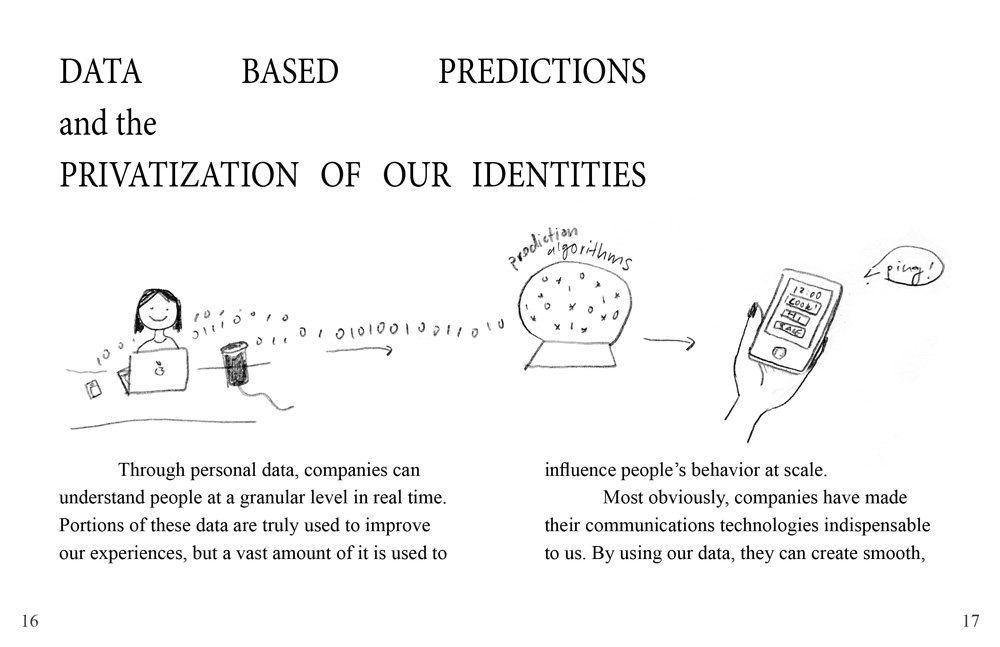 DATA BASED PREDICTIONS
and the
PRIVATIZATION OF OUR IDENTITIES
prediction
algorithms
ping!
12:00
LOOK!
HI
SALE
0101001001101 0
Through personal data, companies can
understand people at a granular level in real time.
Portions of these data are truly used to improve
our experiences, but a vast amount of it is used to
influence people’s behavior at scale.
Most obviously, companies have made
their communications technologies indispensable
to us. By using our data, they can create smooth,
16
17